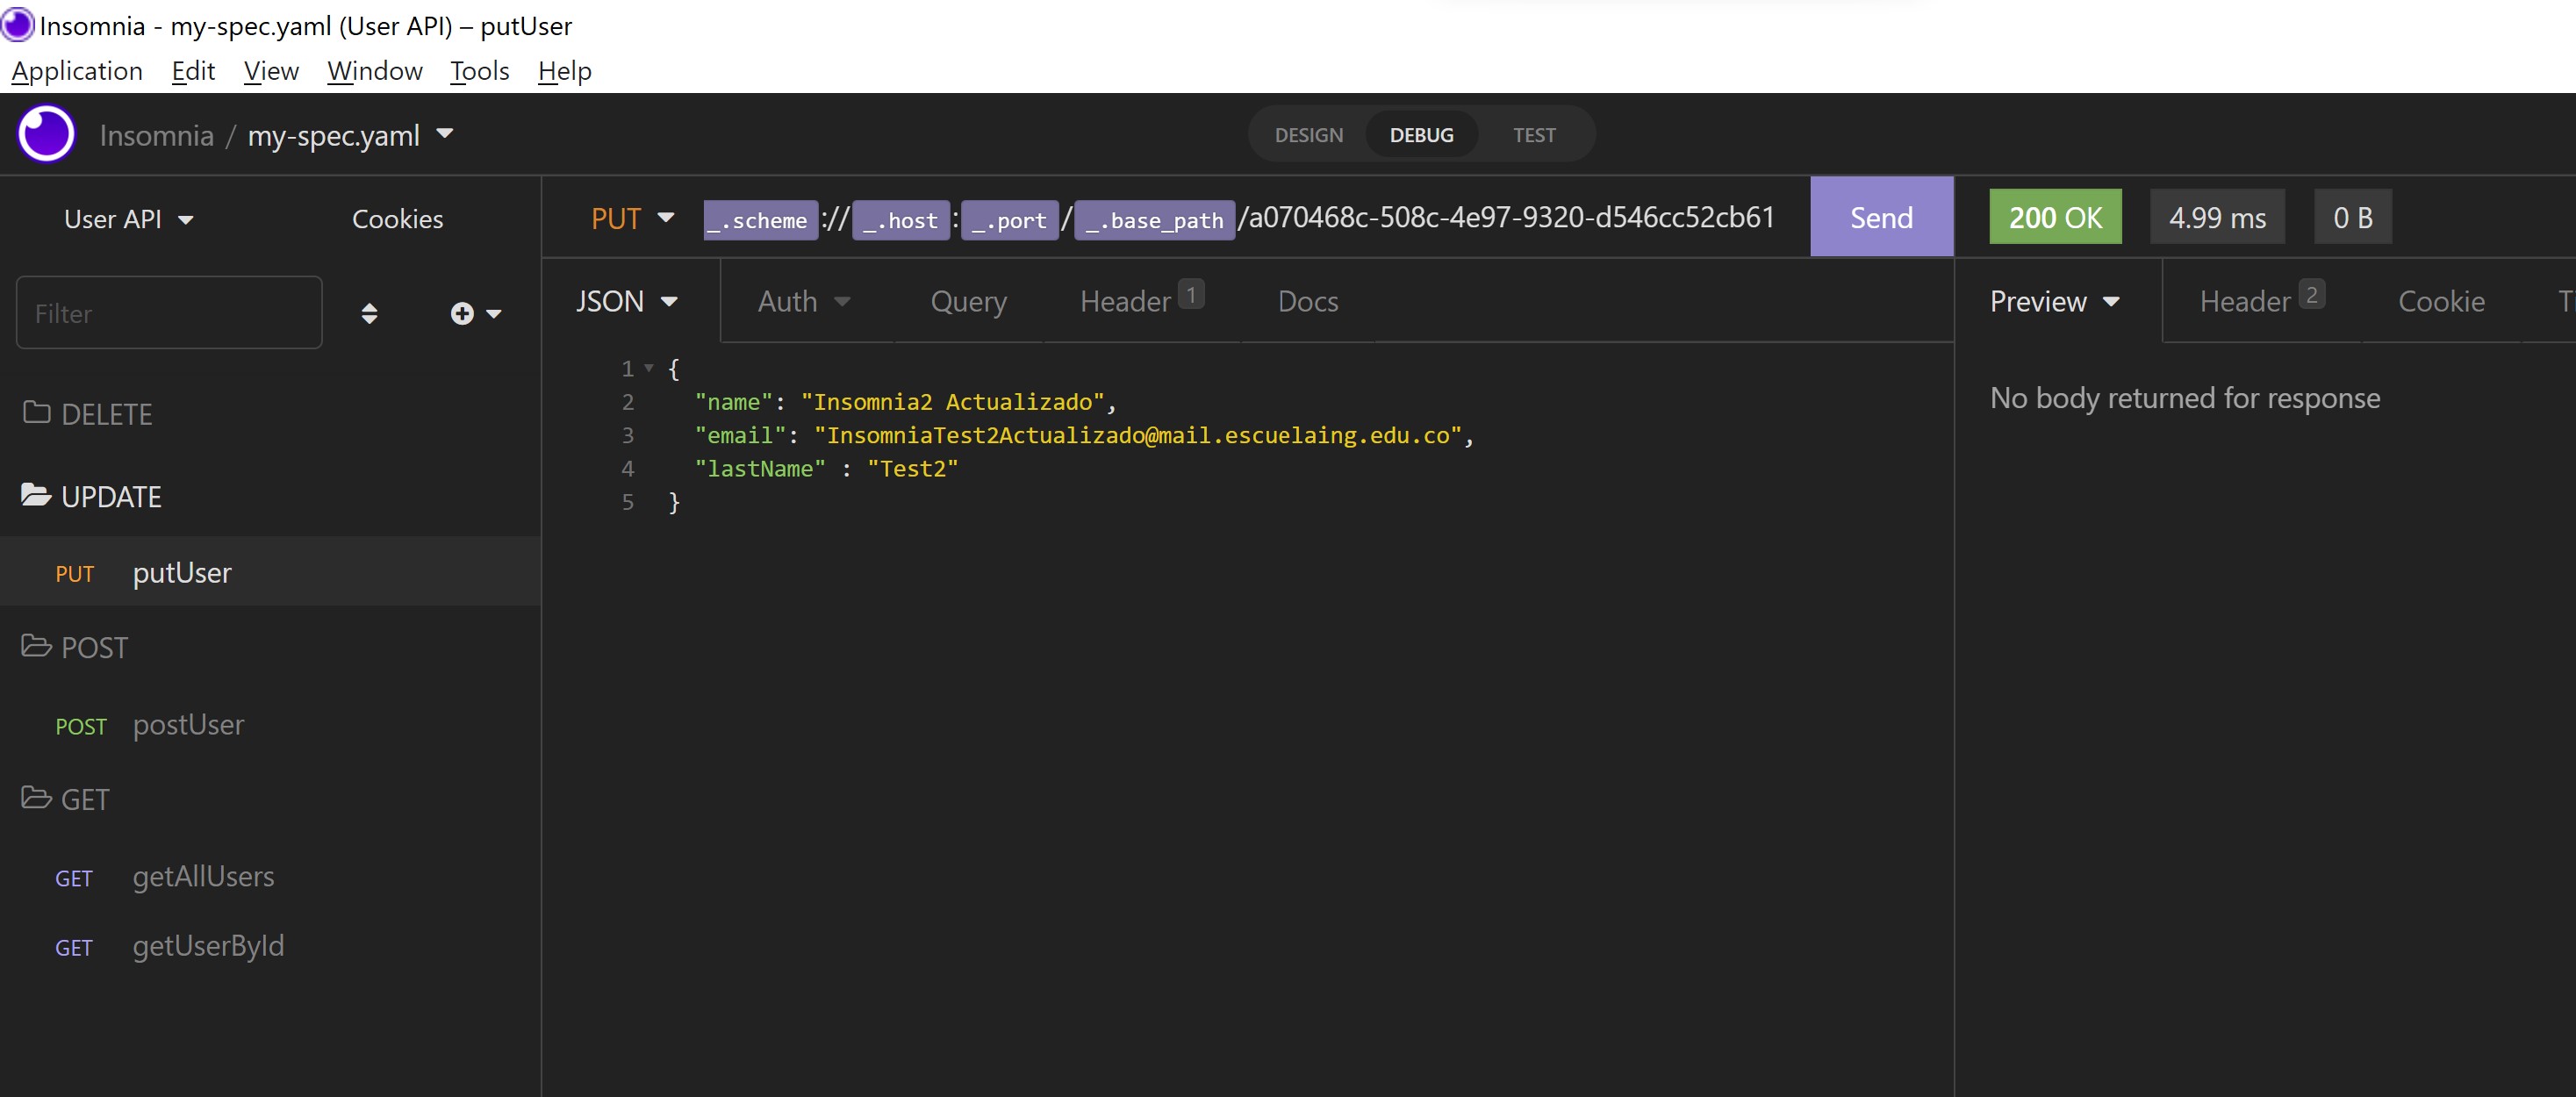 Insomnia - my-spec.yaml (User API) – putUser
Application Edit View Window Tools Help
Insomnia / my-spec.yaml
DESIGN DEBUG TEST
User API Cookies
PUT _.scheme :// _.host : _.port / _.base_path /a070468c-508c-4e97-9320-d546cc52cb61 Send
200 OK 4.99 ms 0 B
Filter
JSON Auth Query Header 1 Docs
Preview Header 2 Cookie
1 {
2 "name": "Insomnia2 Actualizado",
3 "email": "InsomniaTest2Actualizado@mail.escuelaing.edu.co",
4 "lastName" : "Test2"
5 }
No body returned for response
DELETE
UPDATE
PUT putUser
POST
POST postUser
GET
GET getAllUsers
GET getUserById